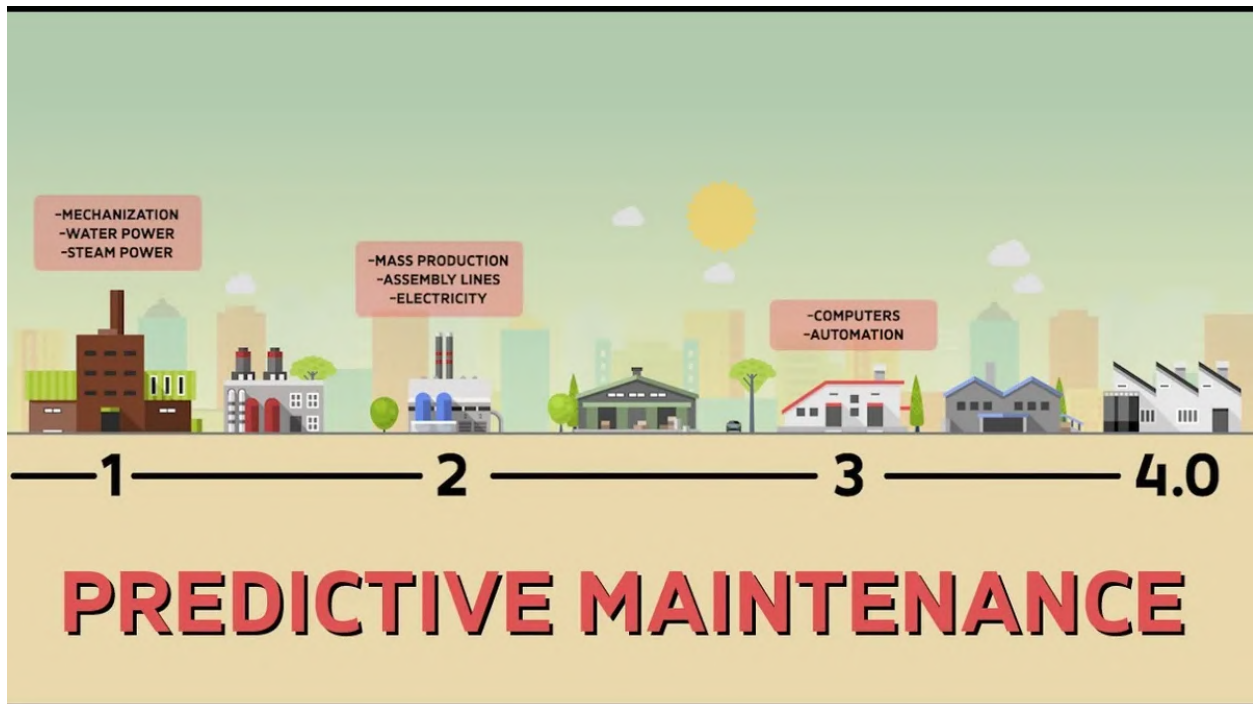 -MECHANIZATION
-WATER POWER
-STEAM POWER
-MASS PRODUCTION
-ASSEMBLY LINES
-ELECTRICITY
-COMPUTERS
-AUTOMATION
1 2 3 4.0
PREDICTIVE MAINTENANCE